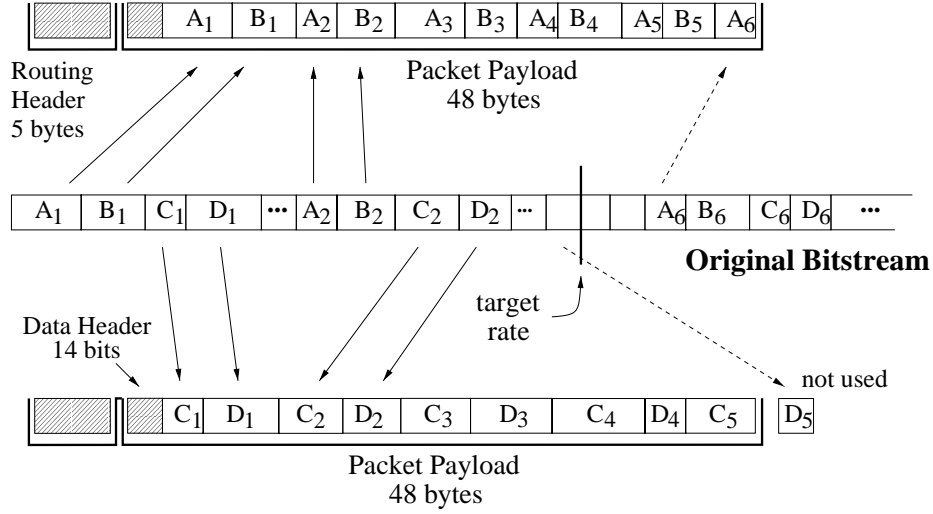 A1 B1 A2 B2 A3 B3 A4 B4 A5 B5 A6
Routing
Header
5 bytes
Packet Payload
48 bytes
A1 B1 C1 D1 ... A2 B2 C2 D2 ... A6 B6 C6 D6 ...
Original Bitstream
target
rate
Data Header
14 bits
not used
C1 D1 C2 D2 C3 D3 C4 D4 C5 D5
Packet Payload
48 bytes